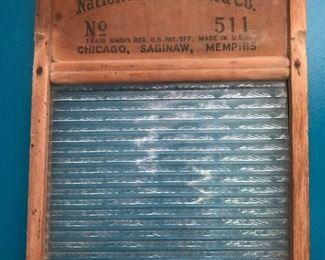 National & Co.
No 511
TRADE MARKS REG. U.S. PAT. OFF. MADE IN U.S.A.
CHICAGO, SAGINAW, MEMPHIS